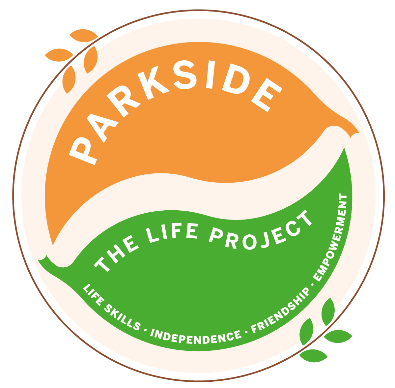 PARKSIDE
THE LIFE PROJECT
LIFE SKILLS · INDEPENDENCE · FRIENDSHIP · EMPOWERMENT